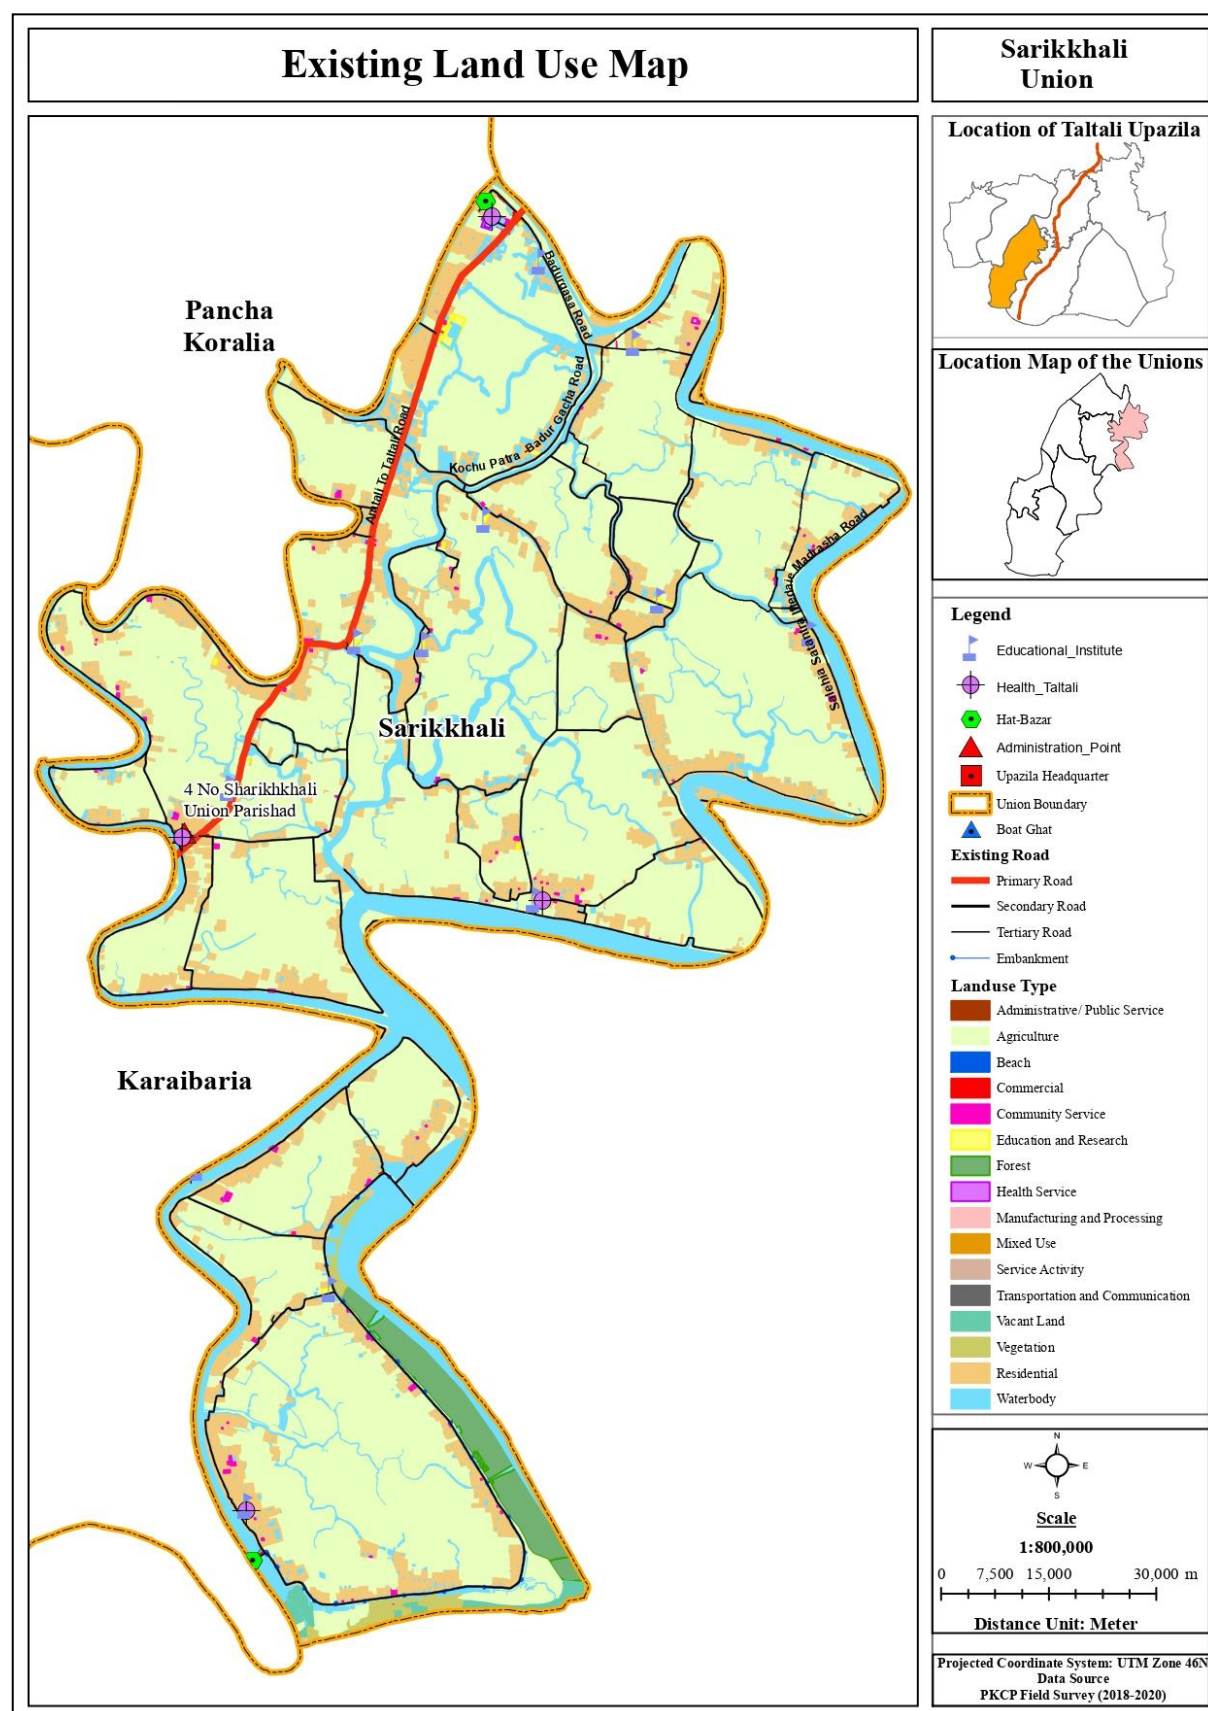 Existing Land Use Map
Sarikkhali
Union
Location of Taltali Upazila
Location Map of the Unions
Pancha
Koralia
Badurgasa Road
Kochu Patra -Badur Gacha Road
Amtali To Taltali Road
Salehia Satantra Ibtedaie Madrasha Road
Sarikkhali
4 No Sharikhkhali
Union Parishad
Karaibaria
Legend
Educational_Institute
Health_Taltali
Hat-Bazar
Administration_Point
Upazila Headquarter
Union Boundary
Boat Ghat
Existing Road
Primary Road
Secondary Road
Tertiary Road
Embankment
Landuse Type
Administrative/ Public Service
Agriculture
Beach
Commercial
Community Service
Education and Research
Forest
Health Service
Manufacturing and Processing
Mixed Use
Service Activity
Transportation and Communication
Vacant Land
Vegetation
Residential
Waterbody
N
W E
S
Scale
1:800,000
0 7,500 15,000 30,000 m
Distance Unit: Meter
Projected Coordinate System: UTM Zone 46N
Data Source
PKCP Field Survey (2018-2020)